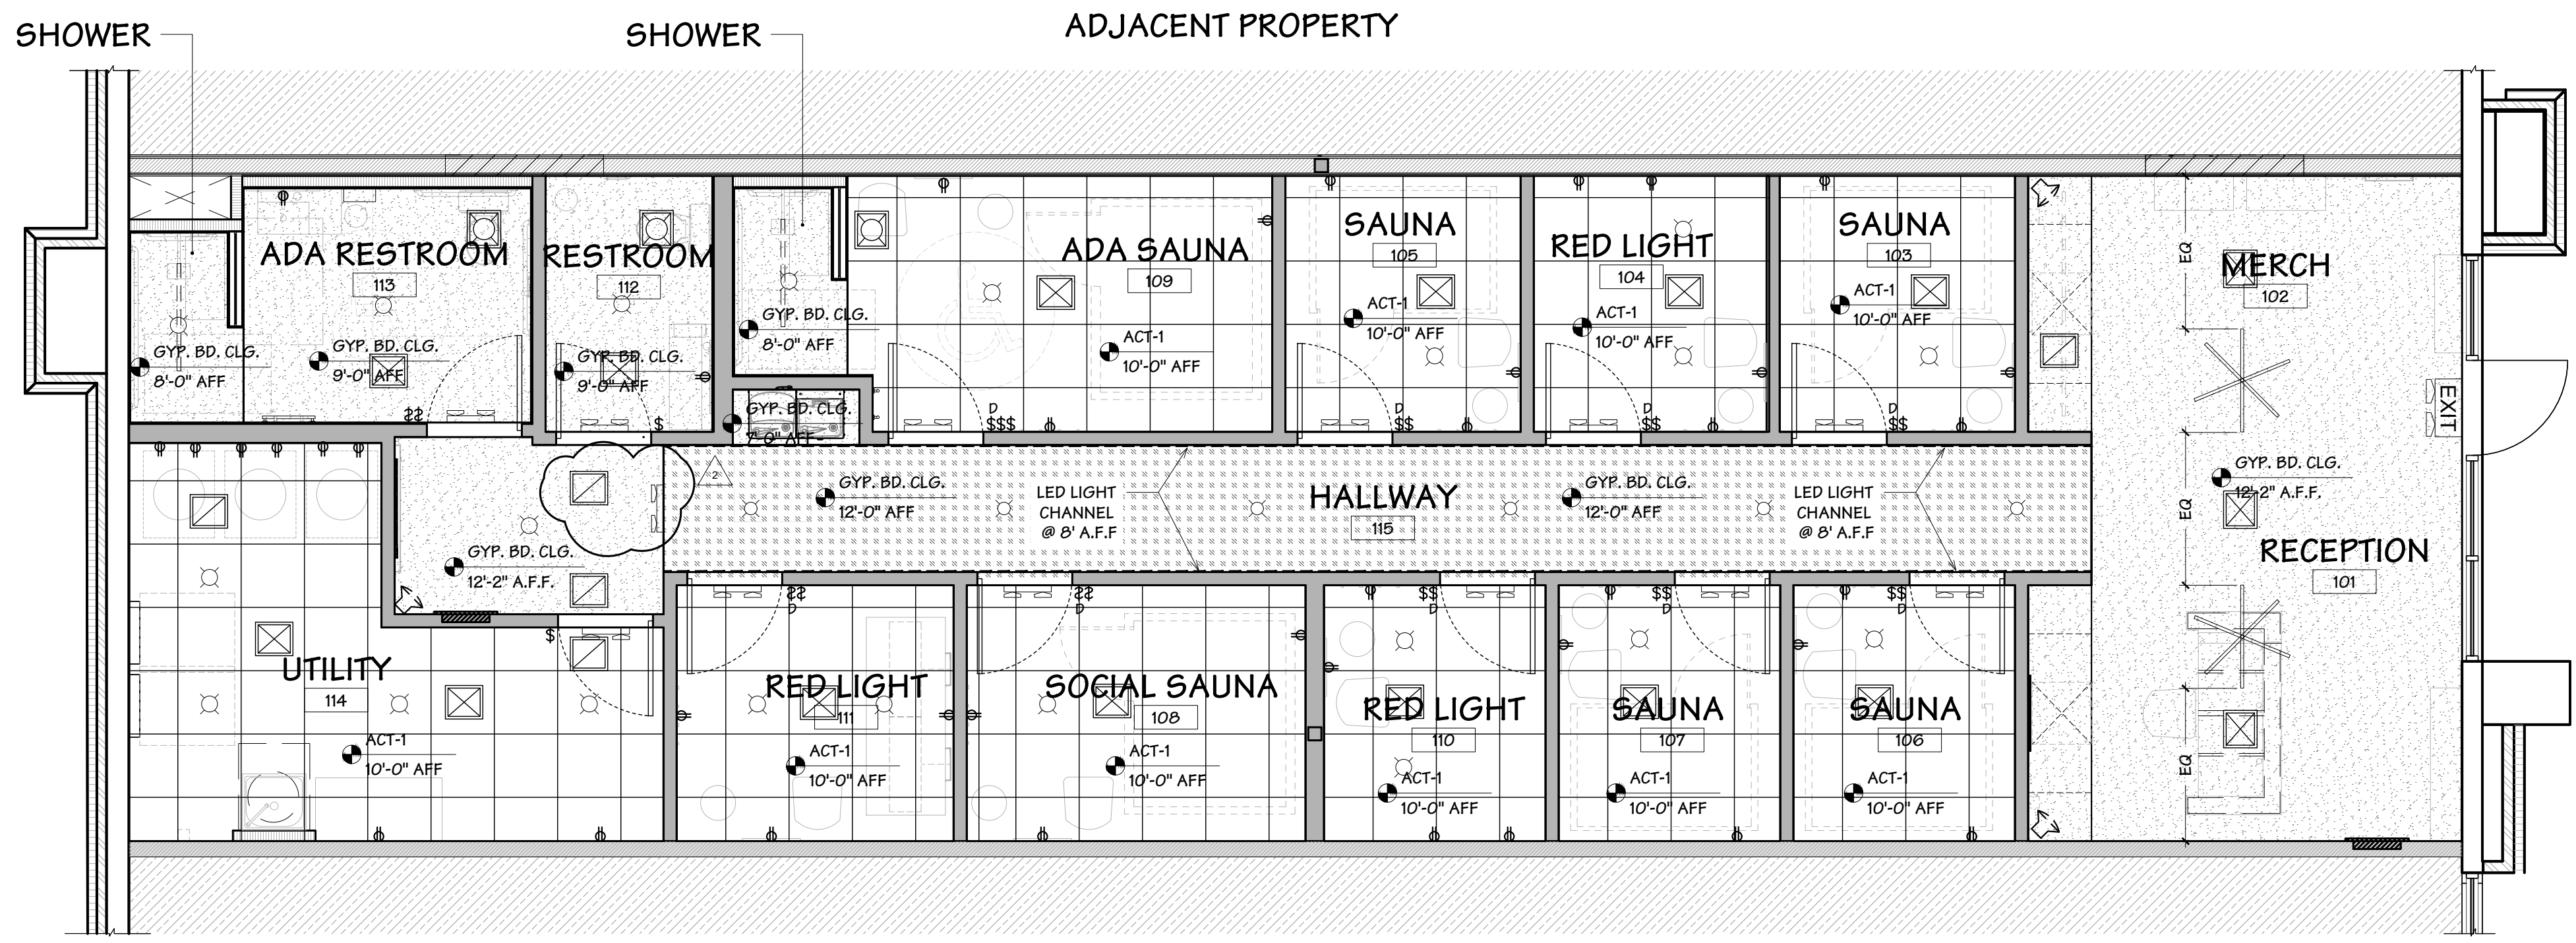 SHOWER
SHOWER
ADJACENT PROPERTY
ADA RESTROOM
113
GYP. BD. CLG.
8'-0" AFF
GYP. BD. CLG.
9'-0" AFF
RESTROOM
112
GYP. BD. CLG.
9'-0" AFF
$
GYP. BD. CLG.
8'-0" AFF
GYP. BD. CLG.
7'-0" AFF
ADA SAUNA
109
ACT-1
10'-0" AFF
D
$$$
SAUNA
105
ACT-1
10'-0" AFF
D
$$
RED LIGHT
104
ACT-1
10'-0" AFF
D
$$
SAUNA
103
ACT-1
10'-0" AFF
D
$$
EQ
MERCH
102
EXIT
$$
2
GYP. BD. CLG.
12'-2" A.F.F.
GYP. BD. CLG.
12'-0" AFF
LED LIGHT
CHANNEL
@ 8' A.F.F
HALLWAY
115
GYP. BD. CLG.
12'-0" AFF
LED LIGHT
CHANNEL
@ 8' A.F.F
EQ
GYP. BD. CLG.
12'-2" A.F.F.
RECEPTION
101
UTILITY
114
ACT-1
10'-0" AFF
$
$$
D
RED LIGHT
111
ACT-1
10'-0" AFF
$$
D
SOCIAL SAUNA
108
ACT-1
10'-0" AFF
$$
D
RED LIGHT
110
ACT-1
10'-0" AFF
$$
D
SAUNA
107
ACT-1
10'-0" AFF
$$
D
SAUNA
106
ACT-1
10'-0" AFF
EQ